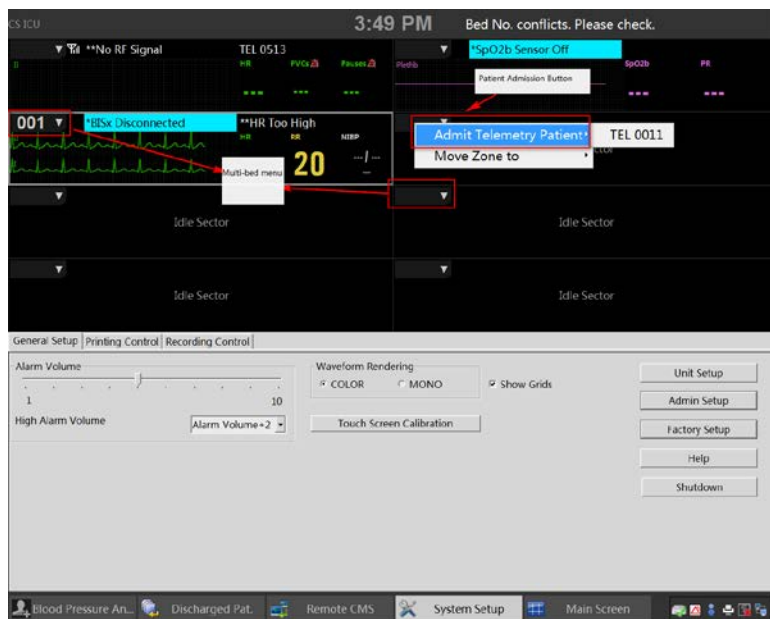 CS ICU
3:49 PM
Bed No. conflicts. Please check.
**No RF Signal
TEL 0513
*SpO2b Sensor Off
II
HR
PVCs
Pauses
Plethb
SpO2b
PR
---
---
---
---
Patient Admission Button
001
*BISx Disconnected
**HR Too High
HR
RR
NIBP
20
---/---
Multi-bed menu
Admit Telemetry Patient
TEL 0011
Move Zone to
Idle Sector
Idle Sector
Idle Sector
Idle Sector
General Setup
Printing Control
Recording Control
Alarm Volume
1
10
High Alarm Volume
Alarm Volume+2
Waveform Rendering
COLOR
MONO
Show Grids
Touch Screen Calibration
Unit Setup
Admin Setup
Factory Setup
Help
Shutdown
Blood Pressure An...
Discharged Pat.
Remote CMS
System Setup
Main Screen